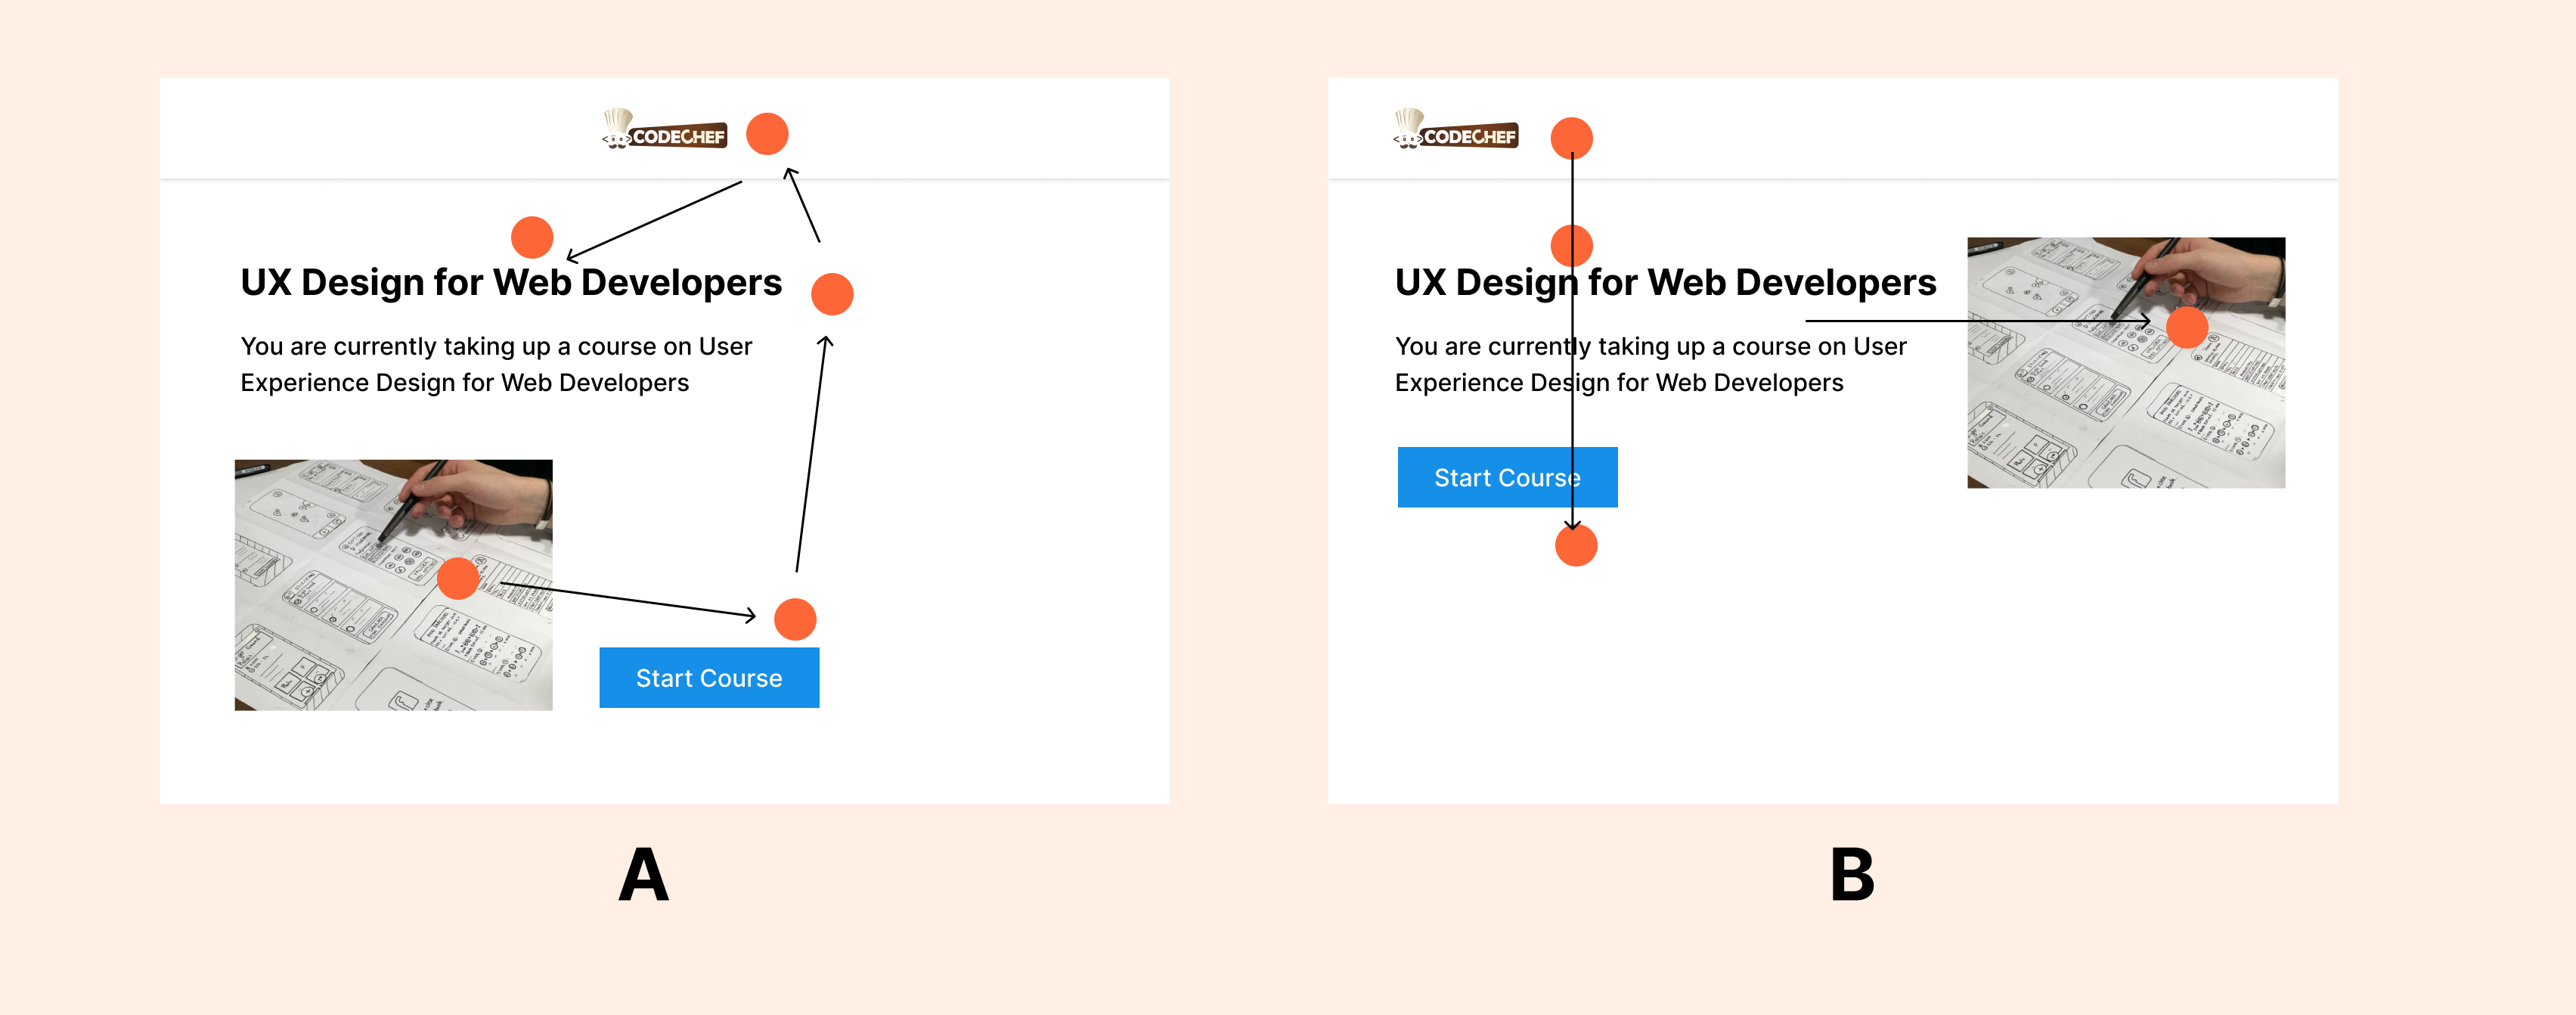 CODECHEF
UX Design for Web Developers
You are currently taking up a course on User
Experience Design for Web Developers
Start Course
A
CODECHEF
UX Design for Web Developers
You are currently taking up a course on User
Experience Design for Web Developers
Start Course
B